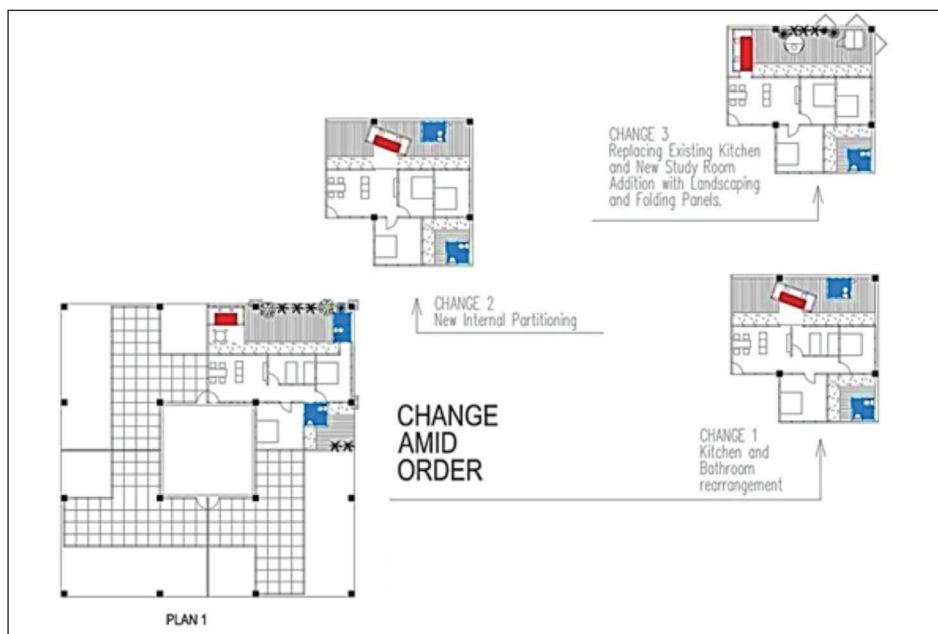 CHANGE 3
Replacing Existing Kitchen
and New Study Room
Addition with Landscaping
and Folding Panels.
CHANGE 2
New Internal Partitioning
CHANGE
AMID
ORDER
CHANGE 1
Kitchen and
Bathroom
rearrangement
PLAN 1